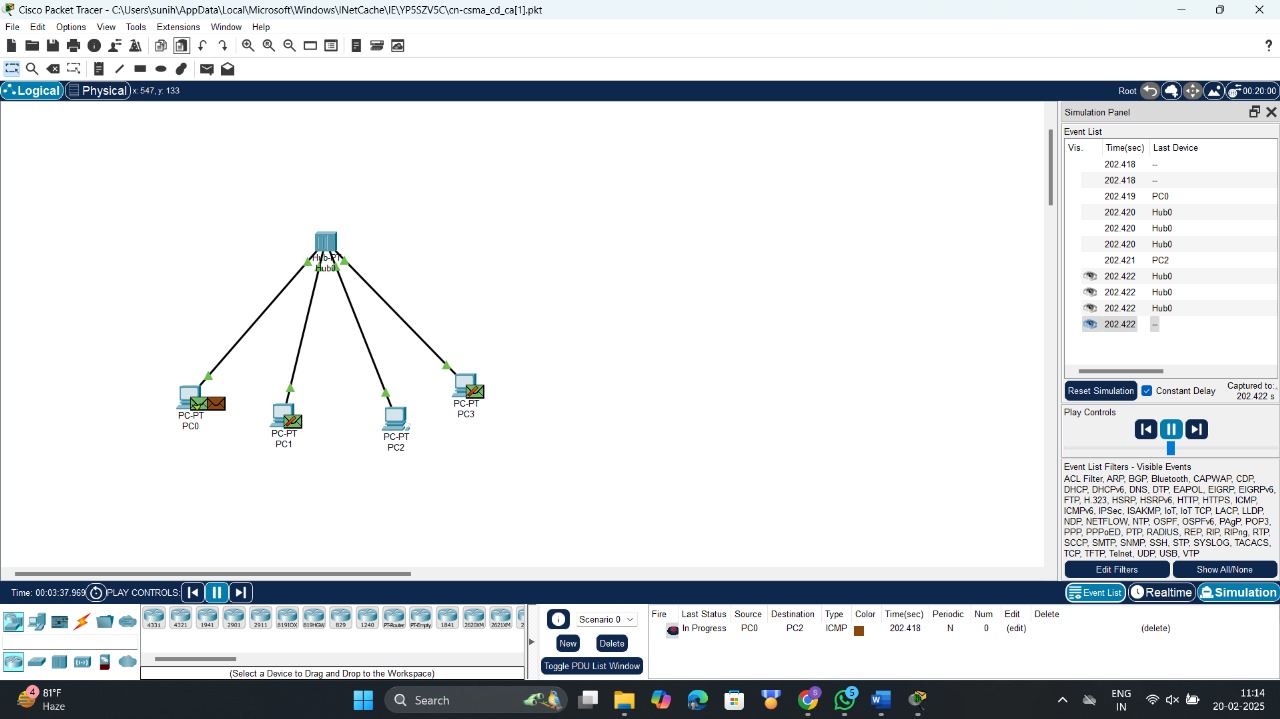 Cisco Packet Tracer - C:\Users\sunih\AppData\Local\Microsoft\Windows\INetCache\IE\YP5SZV5C\cn-csma_cd_ca[1].pkt
File Edit Options View Tools Extensions Window Help
Logical Physical x: 547, y: 133 Root 00:20:00
Simulation Panel
Event List
Vis. Time(sec) Last Device
202.418 --
202.418 --
202.419 PC0
202.420 Hub0
202.420 Hub0
202.420 Hub0
202.421 PC2
202.422 Hub0
202.422 Hub0
202.422 Hub0
202.422 --
Hub-PT
Hub0
PC-PT
PC0
PC-PT
PC1
PC-PT
PC2
PC-PT
PC3
Reset Simulation Constant Delay Captured to:
202.422 s
Play Controls
Event List Filters - Visible Events
ACL Filter, ARP, BGP, Bluetooth, CAPWAP, CDP,
DHCP, DHCPv6, DNS, DTP, EAPOL, EIGRP, EIGRPv6,
FTP, H.323, HSRP, HSRPv6, HTTP, HTTPS, ICMP,
ICMPv6, IPSec, ISAKMP, IoT, IoT TCP, LACP, LLDP,
NDP, NETFLOW, NTP, OSPF, OSPFv6, PAgP, POP3,
PPP, PPPoED, PTP, RADIUS, REP, RIP, RIPng, RTP,
SCCP, SMTP, SNMP, SSH, STP, SYSLOG, TACACS,
TCP, TFTP, Telnet, UDP, USB, VTP
Edit Filters Show All/None
Time: 00:03:37.969 PLAY CONTROLS: Event List Realtime Simulation
4331 4321 1941 2901 2911 819IOX 819HGW 829 1240 PT-Router PT-Empty 1841 2620XM 2621XM
(Select a Device to Drag and Drop to the Workspace)
Scenario 0
New Delete
Toggle PDU List Window
Fire Last Status Source Destination Type Color Time(sec) Periodic Num Edit Delete
In Progress PC0 PC2 ICMP 202.418 N 0 (edit) (delete)
4 81°F
Haze
Search
S
5
ENG
IN
11:14
20-02-2025